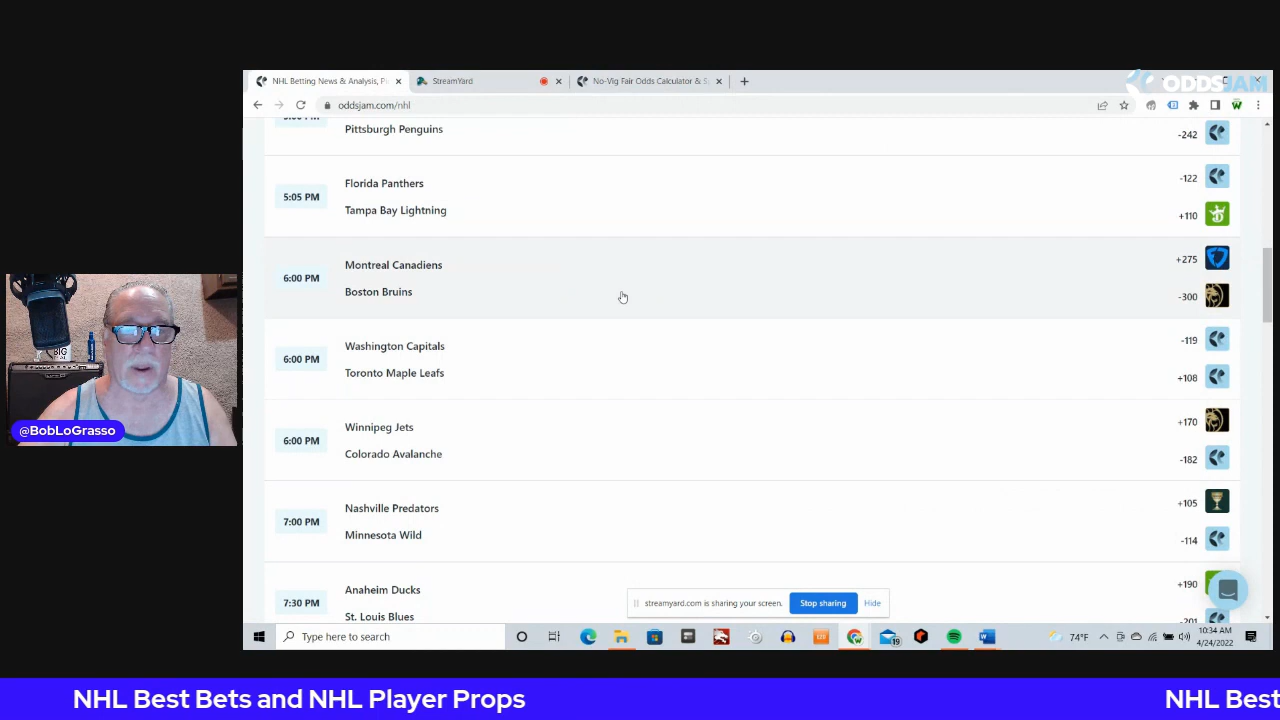 NHL Betting News & Analysis, Pi
StreamYard
No-Vig Fair Odds Calculator & S
ODDSJAM
oddsjam.com/nhl
Pittsburgh Penguins
-242
5:05 PM
Florida Panthers
-122
Tampa Bay Lightning
+110
6:00 PM
Montreal Canadiens
+275
Boston Bruins
-300
6:00 PM
Washington Capitals
-119
Toronto Maple Leafs
+108
6:00 PM
Winnipeg Jets
+170
Colorado Avalanche
-182
7:00 PM
Nashville Predators
+105
Minnesota Wild
-114
7:30 PM
Anaheim Ducks
+190
St. Louis Blues
-201
BIG
@BobLoGrasso
streamyard.com is sharing your screen.
Stop sharing
Hide
Type here to search
19
74°F
10:34 AM
4/24/2022
NHL Best Bets and NHL Player Props
NHL Best